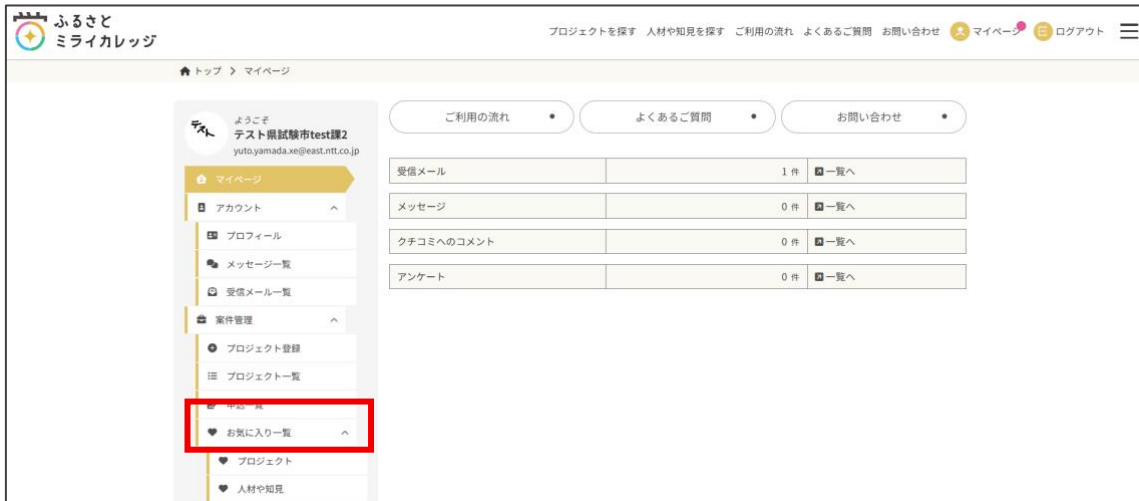 ふるさと
ミライカレッジ
プロジェクトを探す 人材や知見を探す ご利用の流れ よくあるご質問 お問い合わせ マイページ ログアウト
トップ > マイページ
テスト
ようこそ
テスト県試験市test課2
yuto.yamada.xe@east.ntt.co.jp
マイページ
アカウント
プロフィール
メッセージ一覧
受信メール一覧
案件管理
プロジェクト登録
プロジェクト一覧
申込一覧
お気に入り一覧
プロジェクト
人材や知見
ご利用の流れ よくあるご質問 お問い合わせ
受信メール 1 件 一覧へ
メッセージ 0 件 一覧へ
クチコミへのコメント 0 件 一覧へ
アンケート 0 件 一覧へ